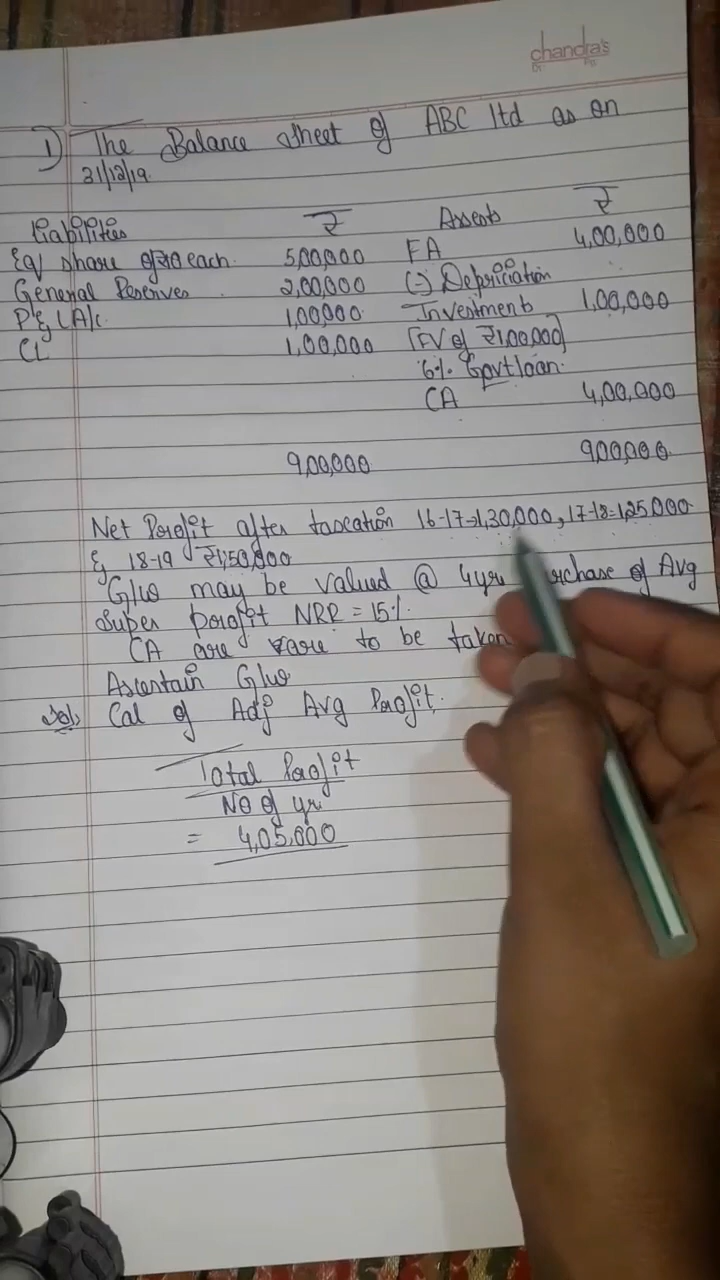 chandra's
1) The Balance sheet of ABC ltd as on
31/12/19
Liabilities ₹ Assets ₹
Eq share of each. 5,00,000 FA 4,00,000
General Reserves 2,00,000 (-) Depriciation
P & L A/c. 1,00,000 Investment 1,00,000
CL 1,00,000 [FV of ₹1,00,000]
6% Govt loan.
CA 4,00,000
9,00,000 9,00,000
Net Profit after taxation 16-17 → 1,30,000, 17-18 = 1,25,000
& 18-19 ₹1,50,000
G/w may be valued @ 4yrs Purchase of Avg
Super profit NRR = 15%.
CA are to be taken
Ascertain G/w
Sol: Cal of Adj Avg Profit.
Total Profit
No of yr
= 4,05,000